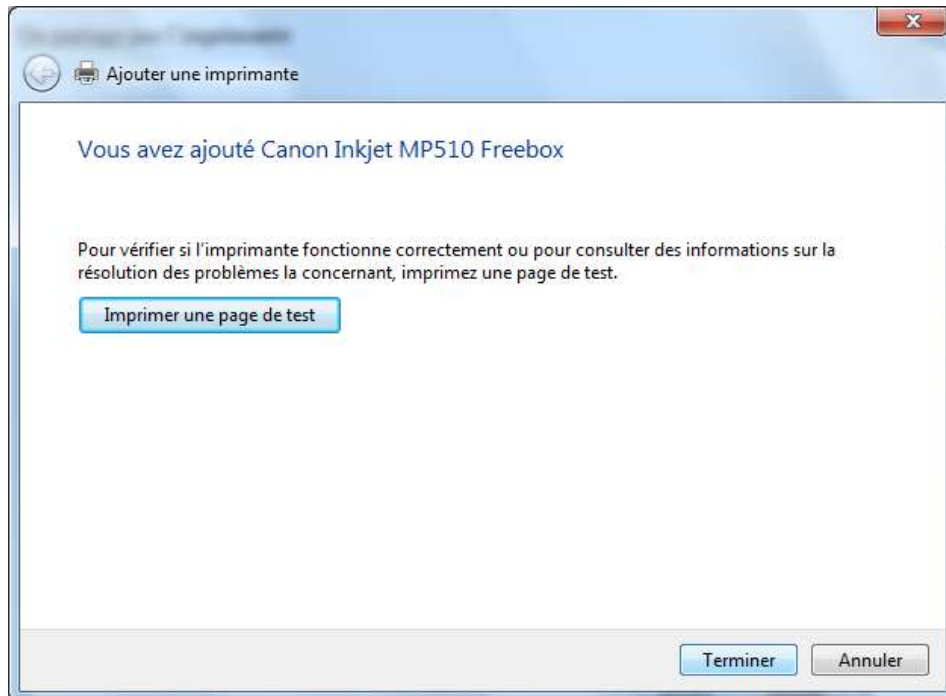 Ajouter une imprimante
Vous avez ajouté Canon Inkjet MP510 Freebox
Pour vérifier si l'imprimante fonctionne correctement ou pour consulter des informations sur la
résolution des problèmes la concernant, imprimez une page de test.
Imprimer une page de test
Terminer
Annuler